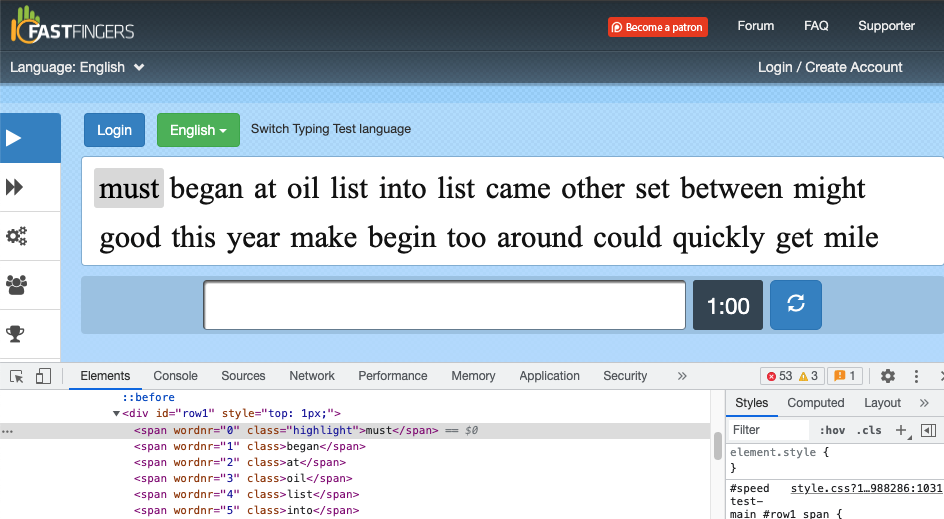 10FASTFINGERS
Become a patron Forum FAQ Supporter
Language: English Login / Create Account
Login English Switch Typing Test language
must began at oil list into list came other set between might
good this year make begin too around could quickly get mile
1:00
Elements Console Sources Network Performance Memory Application Security » 53 3 1
::before
<div id="row1" style="top: 1px;">
<span wordnr="0" class="highlight">must</span> == $0
<span wordnr="1" class>began</span>
<span wordnr="2" class>at</span>
<span wordnr="3" class>oil</span>
<span wordnr="4" class>list</span>
<span wordnr="5" class>into</span>
Styles Computed Layout »
Filter :hov .cls +
element.style {
}
#speed style.css?1…988286:1031
test-
main #row1 span {